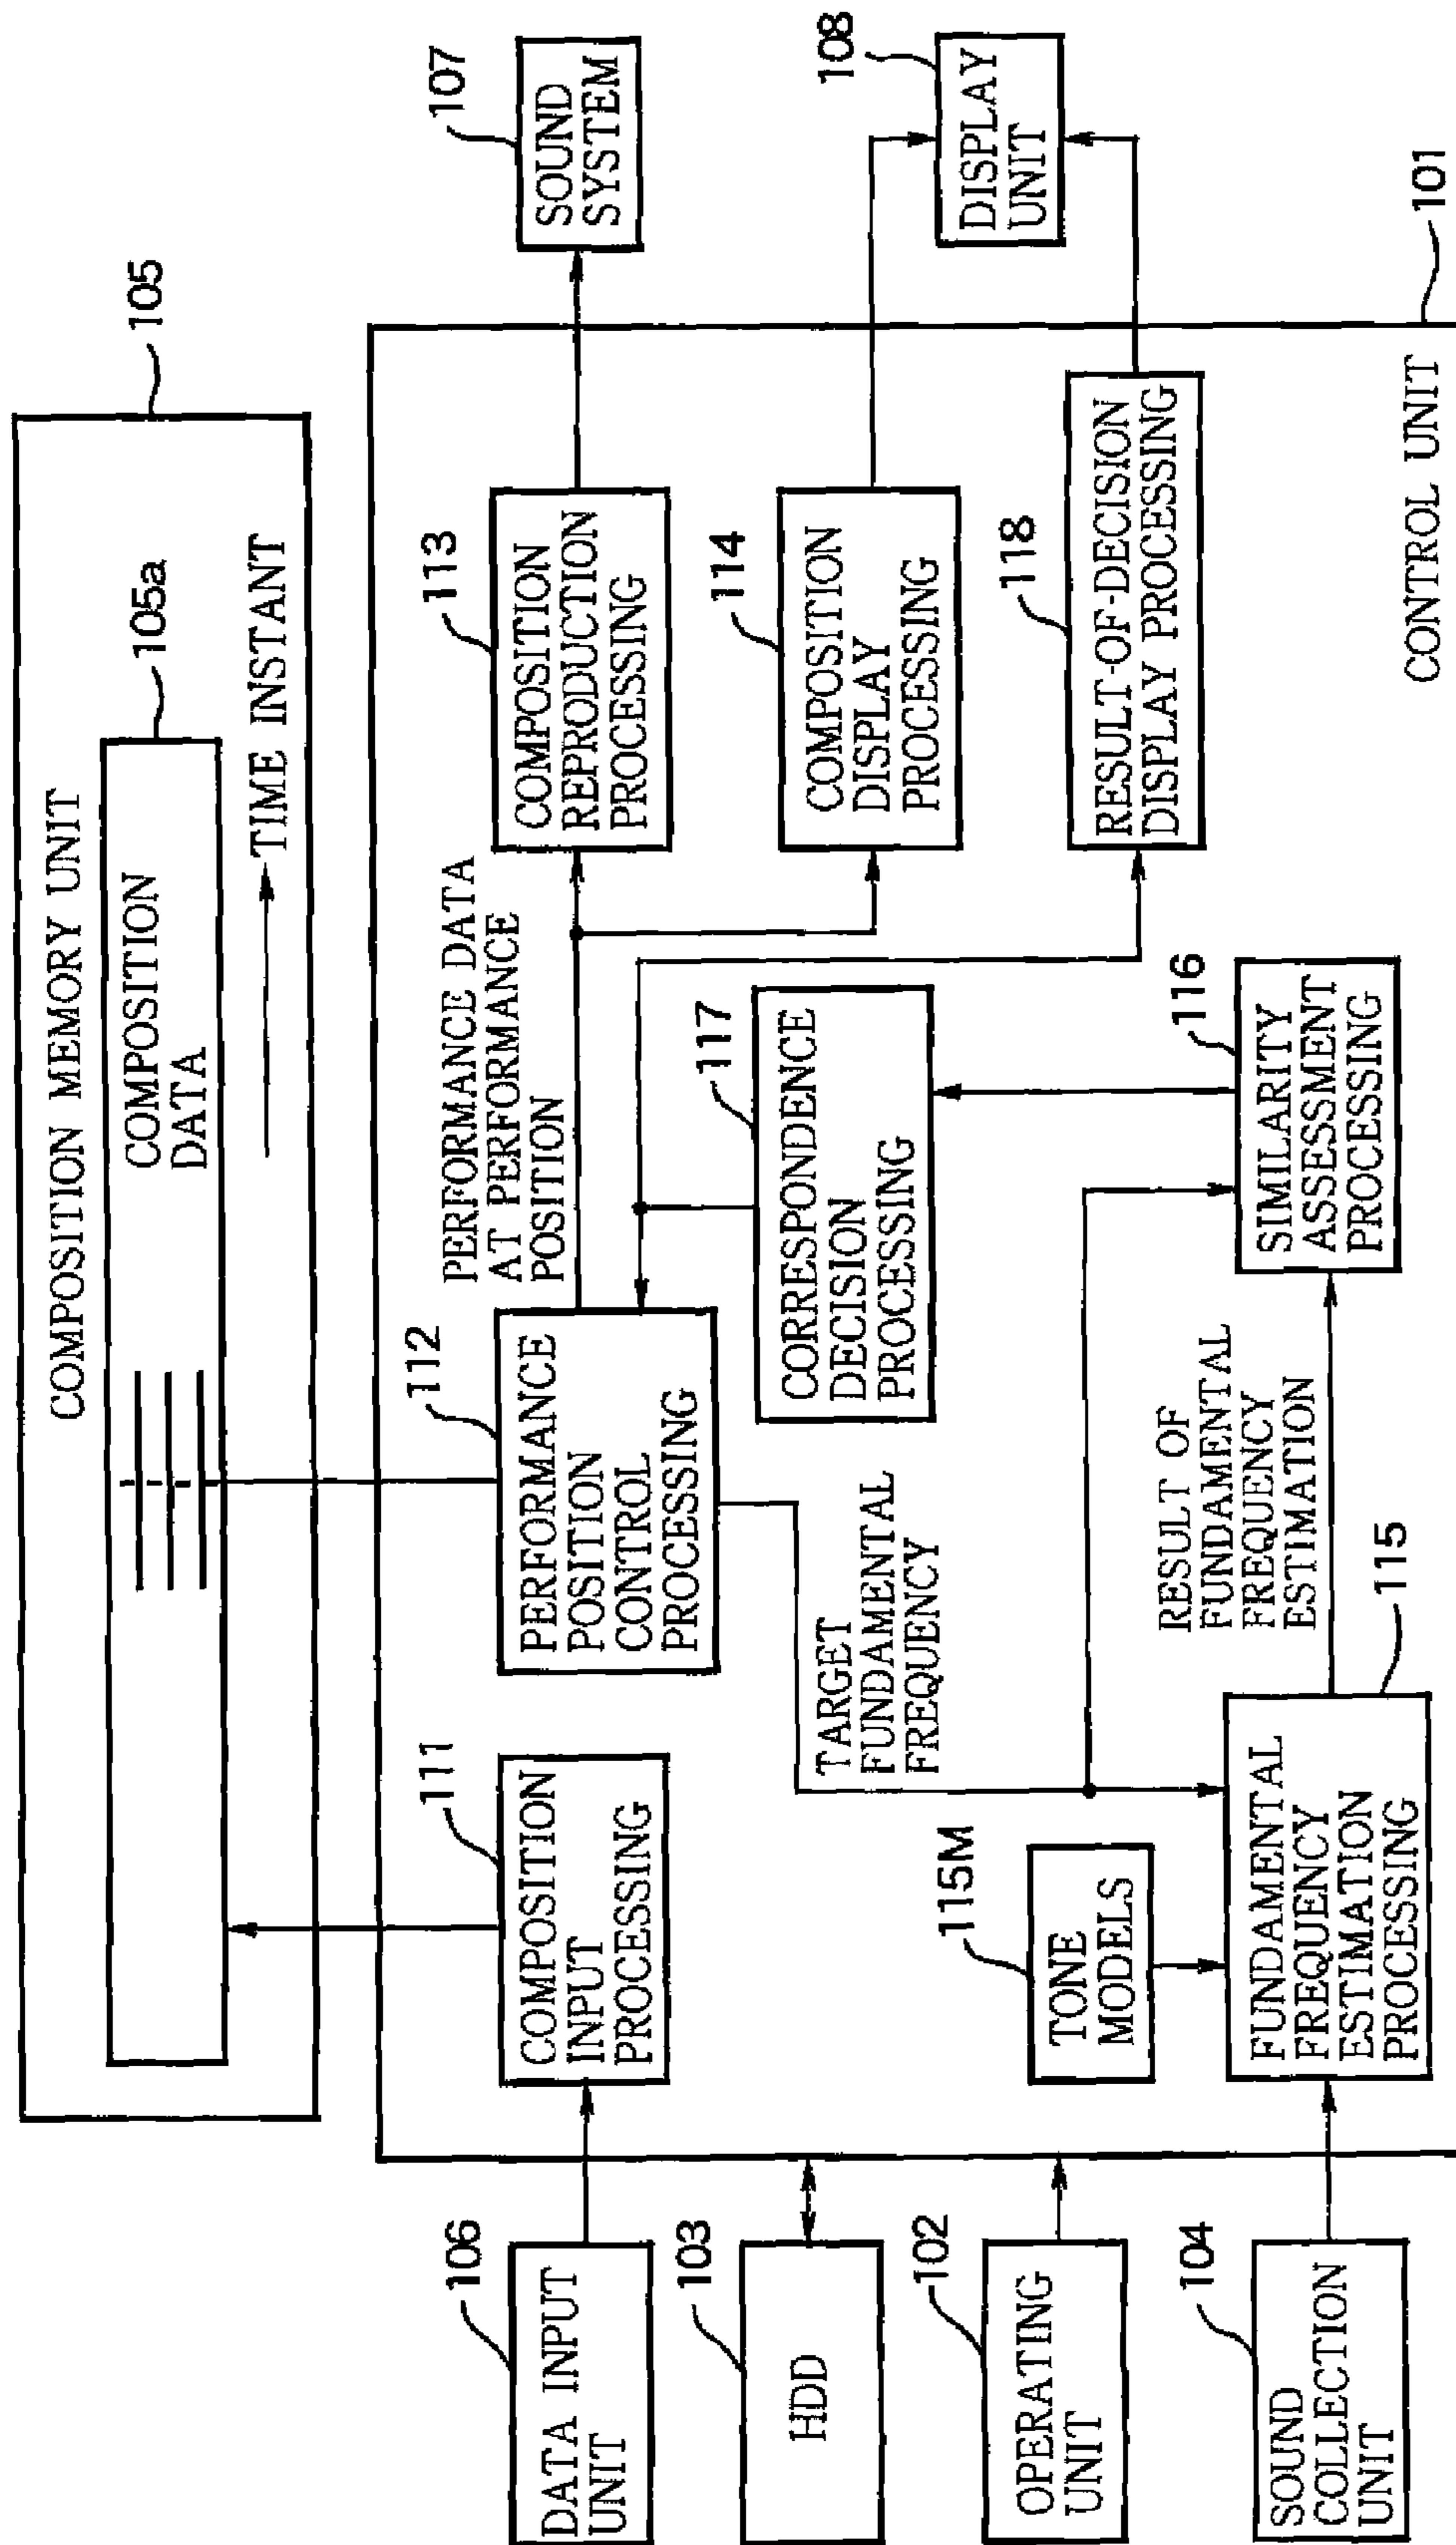 COMPOSITION MEMORY UNIT
105
COMPOSITION
DATA
105a
TIME INSTANT
106
DATA INPUT
UNIT
111
COMPOSITION
INPUT
PROCESSING
112
PERFORMANCE
POSITION
CONTROL
PROCESSING
PERFORMANCE DATA
AT PERFORMANCE
POSITION
113
COMPOSITION
REPRODUCTION
PROCESSING
107
SOUND
SYSTEM
103
HDD
117
CORRESPONDENCE
DECISION
PROCESSING
114
COMPOSITION
DISPLAY
PROCESSING
108
DISPLAY
UNIT
TARGET
FUNDAMENTAL
FREQUENCY
102
OPERATING
UNIT
115M
TONE
MODELS
118
RESULT-OF-DECISION
DISPLAY PROCESSING
104
SOUND
COLLECTION
UNIT
FUNDAMENTAL
FREQUENCY
ESTIMATION
PROCESSING
115
RESULT OF
FUNDAMENTAL
FREQUENCY
ESTIMATION
116
SIMILARITY
ASSESSMENT
PROCESSING
CONTROL UNIT
101